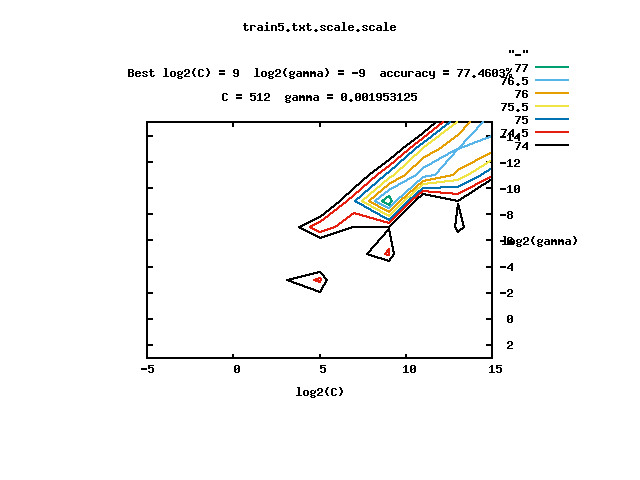 train5.txt.scale.scale
"-"
Best log2(C) = 9  log2(gamma) = -9  accuracy = 77.4603%
77
76.5
C = 512  gamma = 0.001953125
76
75.5
75
74.5
74
-14
-12
-10
-8
-6
log2(gamma)
-4
-2
0
2
-5 0 5 10 15
log2(C)